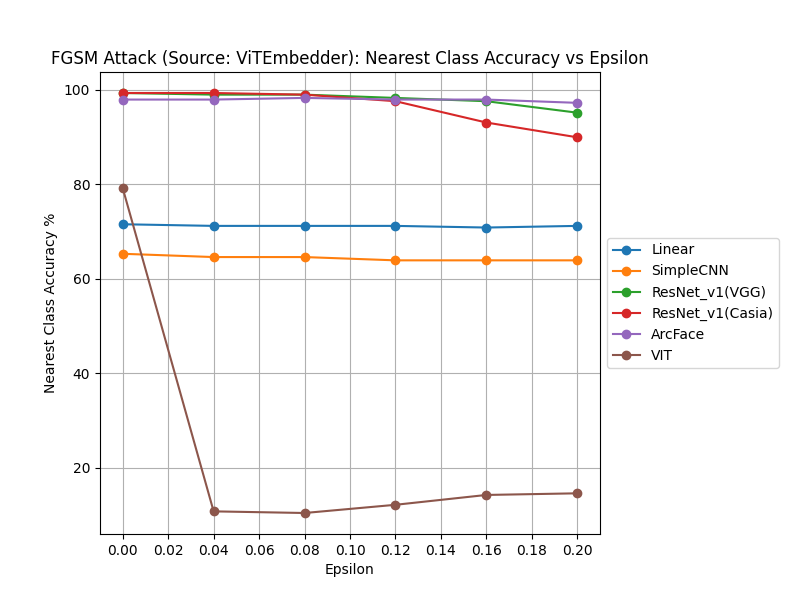 FGSM Attack (Source: ViTEmbedder): Nearest Class Accuracy vs Epsilon
100
80
60
40
20
Nearest Class Accuracy %
0.00 0.02 0.04 0.06 0.08 0.10 0.12 0.14 0.16 0.18 0.20
Epsilon
Linear
SimpleCNN
ResNet_v1(VGG)
ResNet_v1(Casia)
ArcFace
VIT